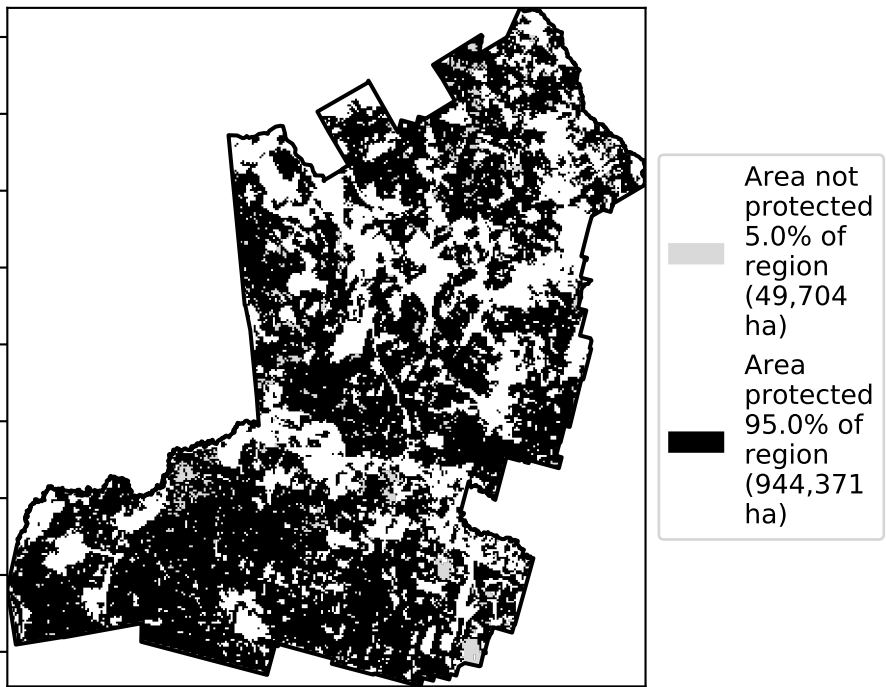 Area not
protected
5.0% of
region
(49,704
ha)
Area
protected
95.0% of
region
(944,371
ha)